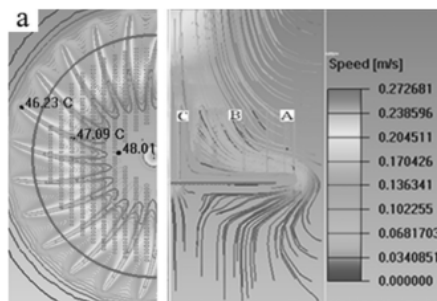 a
46.23 C
47.09 C
48.01
C B A
Speed [m/s]
0.272681
0.238596
0.204511
0.170426
0.136341
0.102255
0.0681703
0.0340851
0.000000